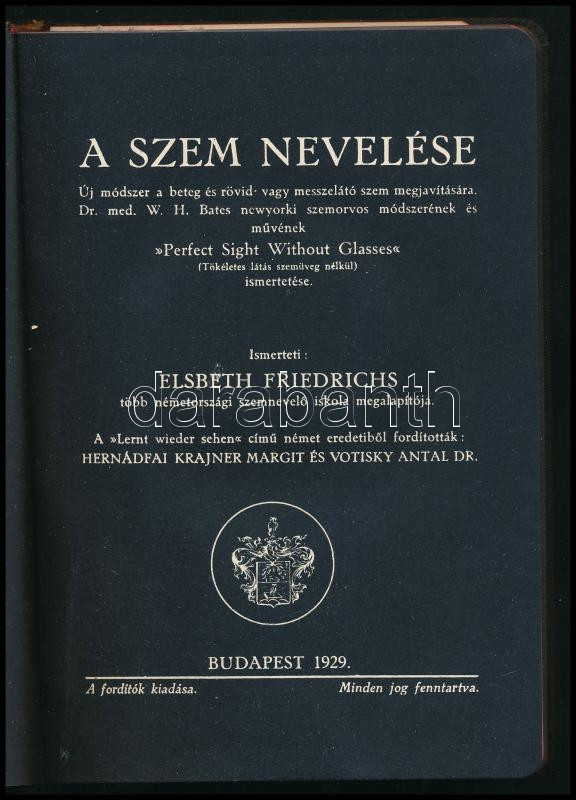 A SZEM NEVELÉSE
Új módszer a beteg és rövid- vagy messzelátó szem megjavítására.
Dr. med. W. H. Bates newyorki szemorvos módszerének és
művének
»Perfect Sight Without Glasses«
(Tökéletes látás szemüveg nélkül)
ismertetése.
Ismerteti :
ELSBETH FRIEDRICHS
darabanth
több németországi szemnevelő iskola megalapítója.
A »Lernt wieder sehen« című német eredetiből fordították :
HERNÁDFAI KRAJNER MARGIT ÉS VOTISKY ANTAL DR.
BUDAPEST 1929.
A fordítók kiadása. Minden jog fenntartva.